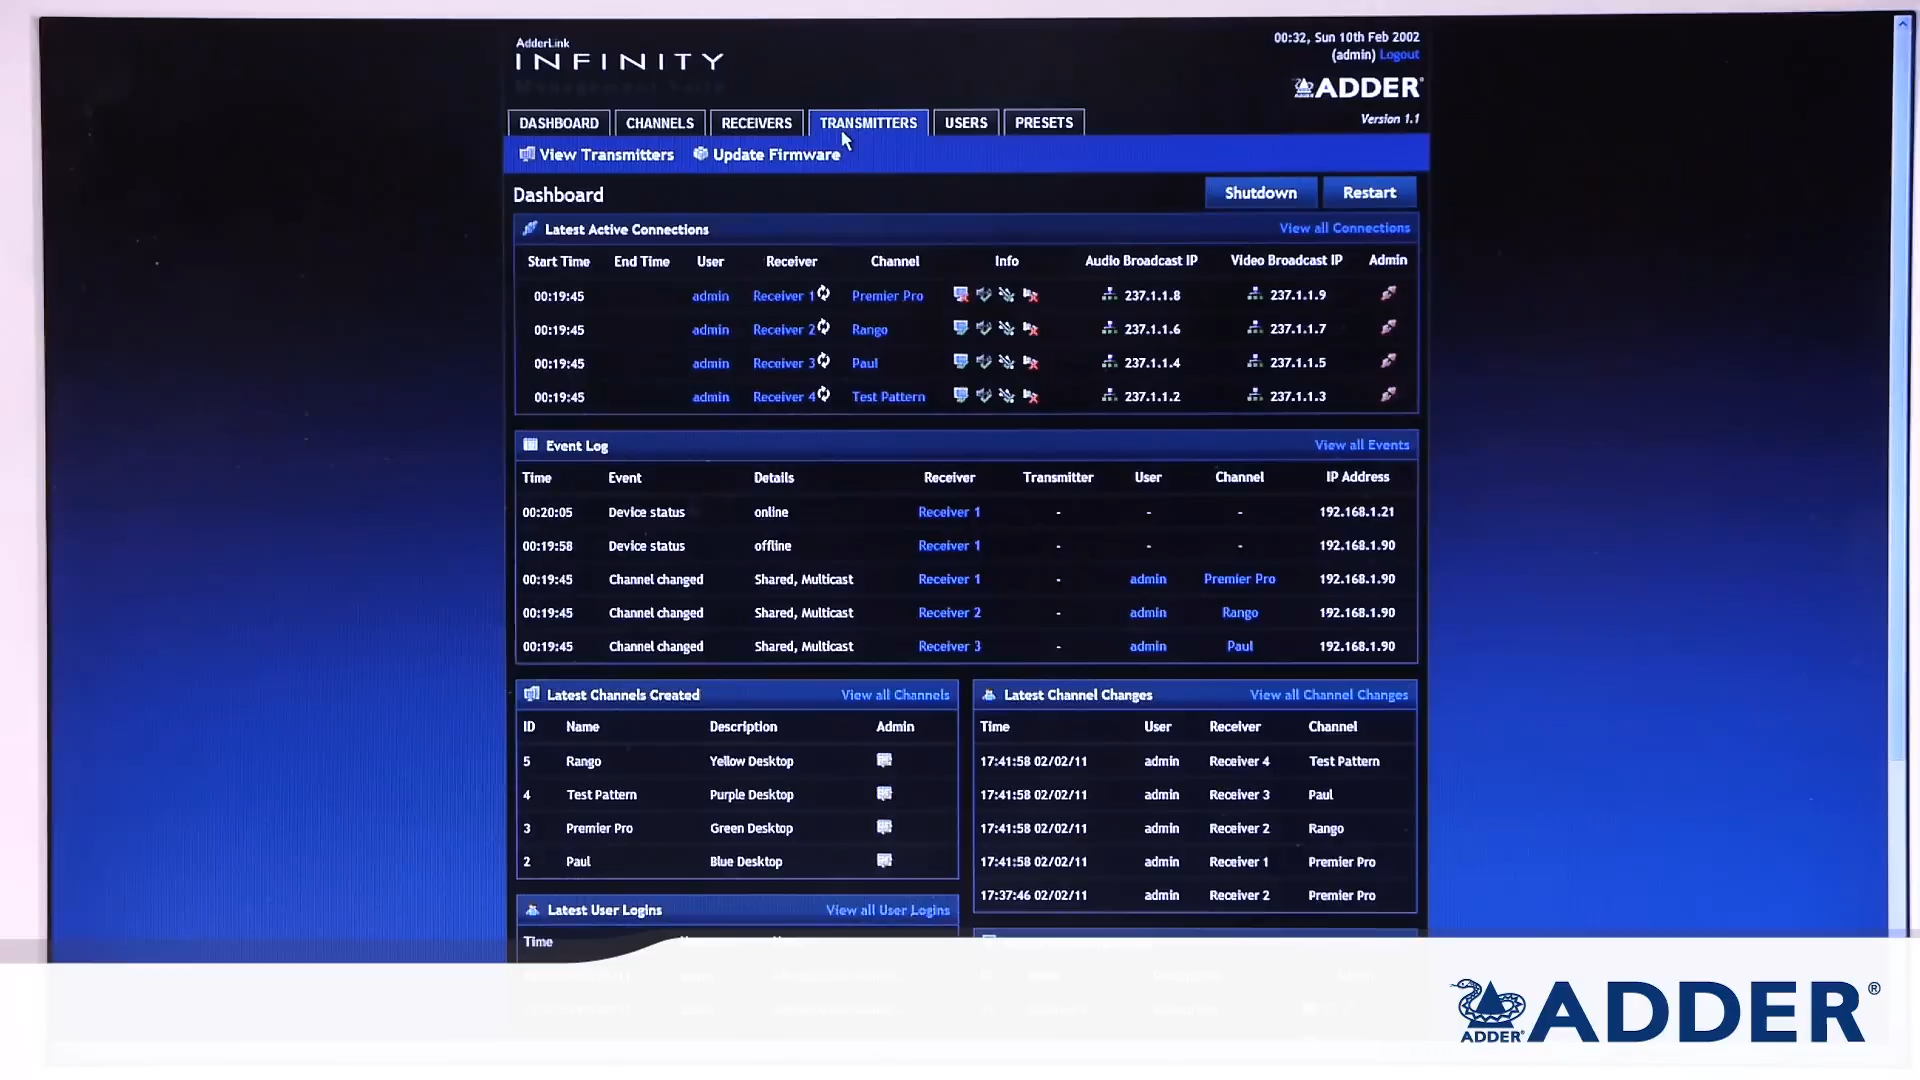 AdderLink
INFINITY
00:32, Sun 10th Feb 2002
(admin) Logout
ADDER
Version 1.1
DASHBOARD CHANNELS RECEIVERS TRANSMITTERS USERS PRESETS
View Transmitters Update Firmware
Dashboard Shutdown Restart
Latest Active Connections View all Connections
Start Time End Time User Receiver Channel Info Audio Broadcast IP Video Broadcast IP Admin
00:19:45 admin Receiver 1 Premier Pro 237.1.1.8 237.1.1.9
00:19:45 admin Receiver 2 Rango 237.1.1.6 237.1.1.7
00:19:45 admin Receiver 3 Paul 237.1.1.4 237.1.1.5
00:19:45 admin Receiver 4 Test Pattern 237.1.1.2 237.1.1.3
Event Log View all Events
Time Event Details Receiver Transmitter User Channel IP Address
00:20:05 Device status online Receiver 1 - - - 192.168.1.21
00:19:58 Device status offline Receiver 1 - - - 192.168.1.90
00:19:45 Channel changed Shared, Multicast Receiver 1 - admin Premier Pro 192.168.1.90
00:19:45 Channel changed Shared, Multicast Receiver 2 - admin Rango 192.168.1.90
00:19:45 Channel changed Shared, Multicast Receiver 3 - admin Paul 192.168.1.90
Latest Channels Created View all Channels
ID Name Description Admin
5 Rango Yellow Desktop
4 Test Pattern Purple Desktop
3 Premier Pro Green Desktop
2 Paul Blue Desktop
Latest Channel Changes View all Channel Changes
Time User Receiver Channel
17:41:58 02/02/11 admin Receiver 4 Test Pattern
17:41:58 02/02/11 admin Receiver 3 Paul
17:41:58 02/02/11 admin Receiver 2 Rango
17:41:58 02/02/11 admin Receiver 1 Premier Pro
17:37:46 02/02/11 admin Receiver 2 Premier Pro
Latest User Logins View all User Logins
Time
ADDER® ADDER®